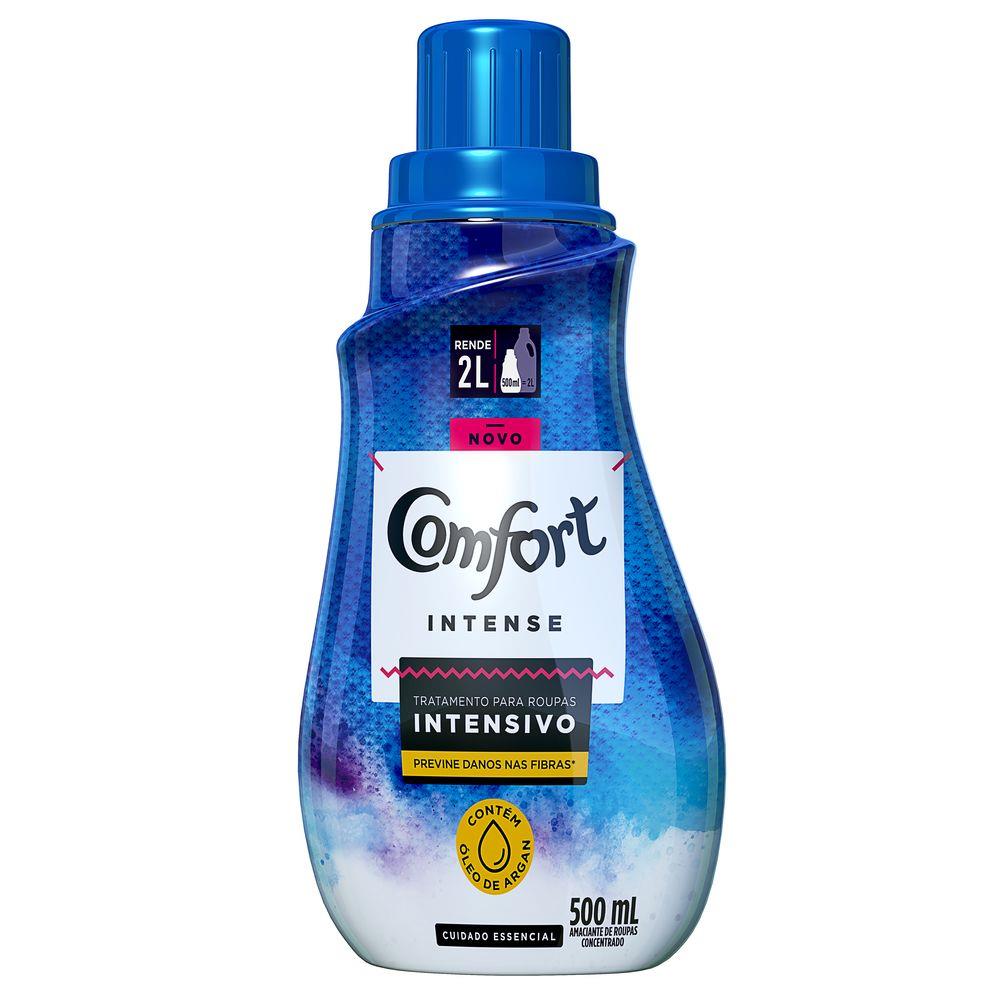 RENDE
2L
500ml = 2L
NOVO
Comfort
INTENSE
TRATAMENTO PARA ROUPAS
INTENSIVO
PREVINE DANOS NAS FIBRAS*
CONTÉM
ÓLEO DE ARGAN
500 mL
AMACIANTE DE ROUPAS
CONCENTRADO
CUIDADO ESSENCIAL